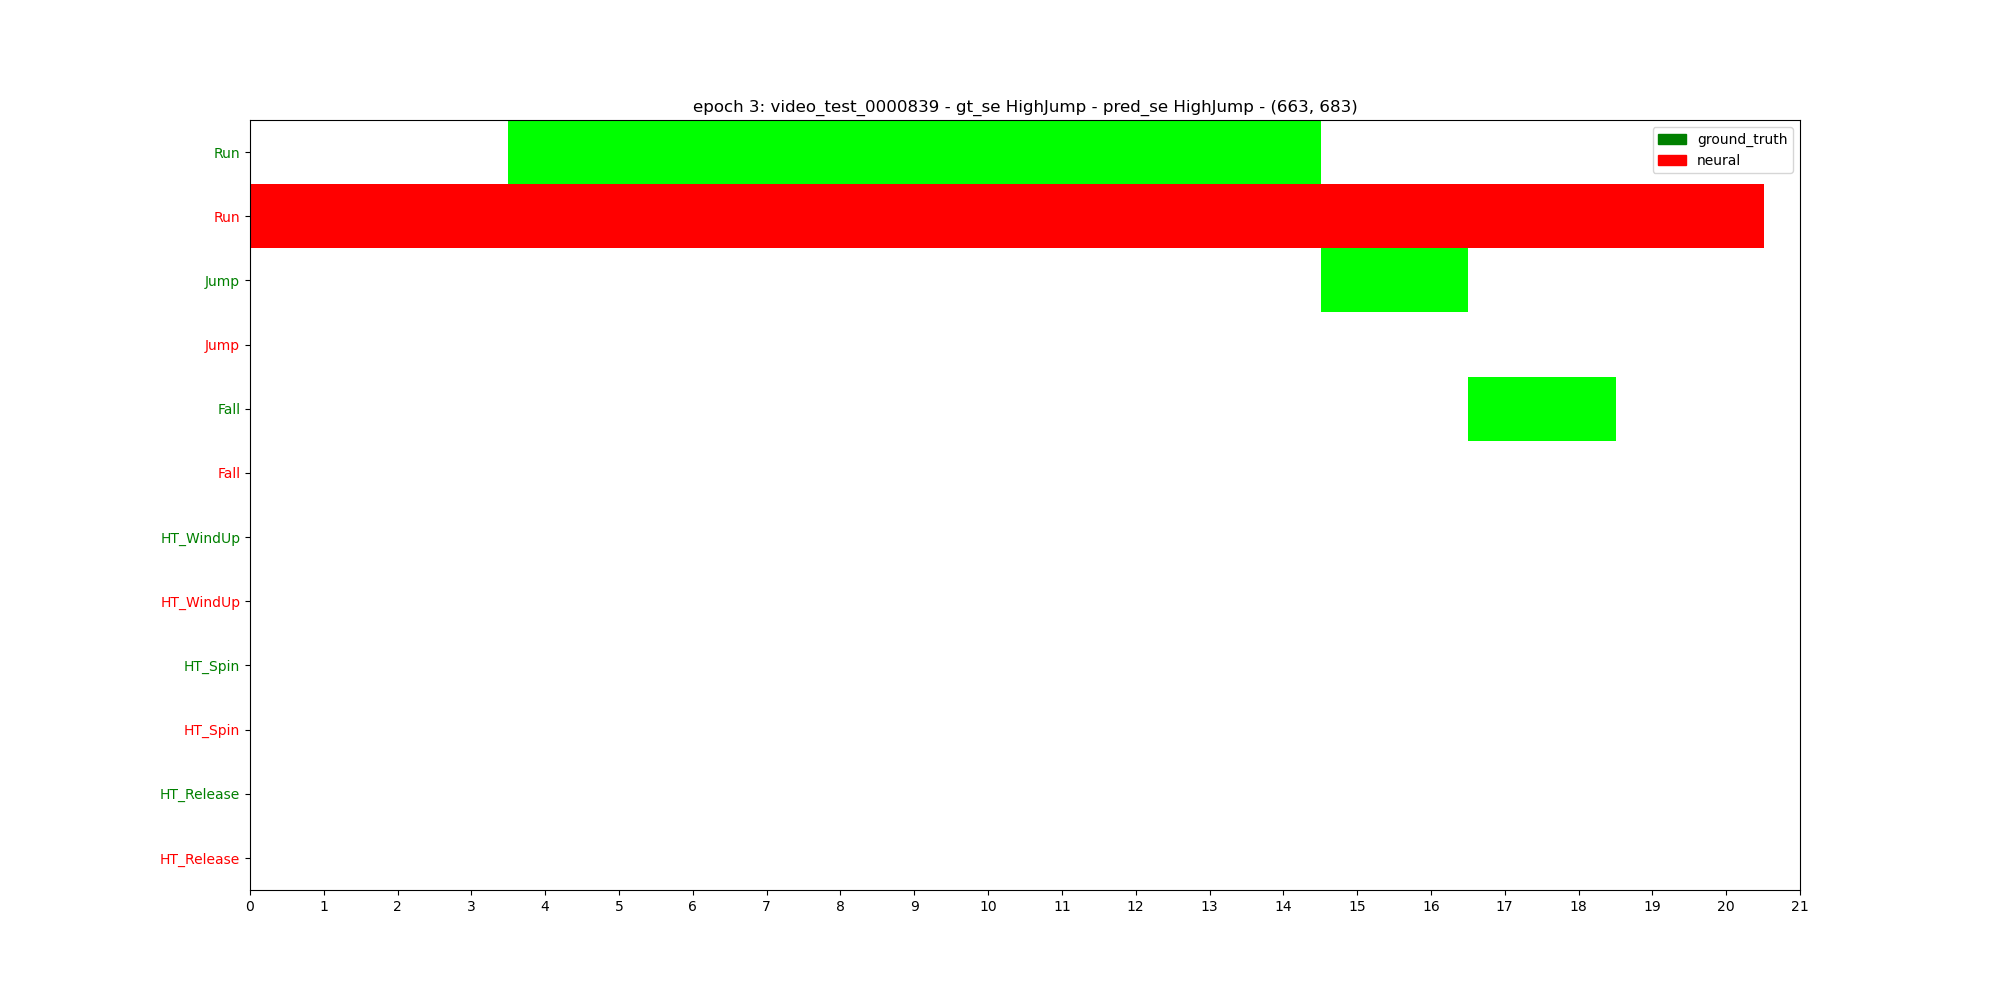 epoch 3: video_test_0000839 - gt_se HighJump - pred_se HighJump - (663, 683)
ground_truth
neural
Run
Run
Jump
Jump
Fall
Fall
HT_WindUp
HT_WindUp
HT_Spin
HT_Spin
HT_Release
HT_Release
0 1 2 3 4 5 6 7 8 9 10 11 12 13 14 15 16 17 18 19 20 21